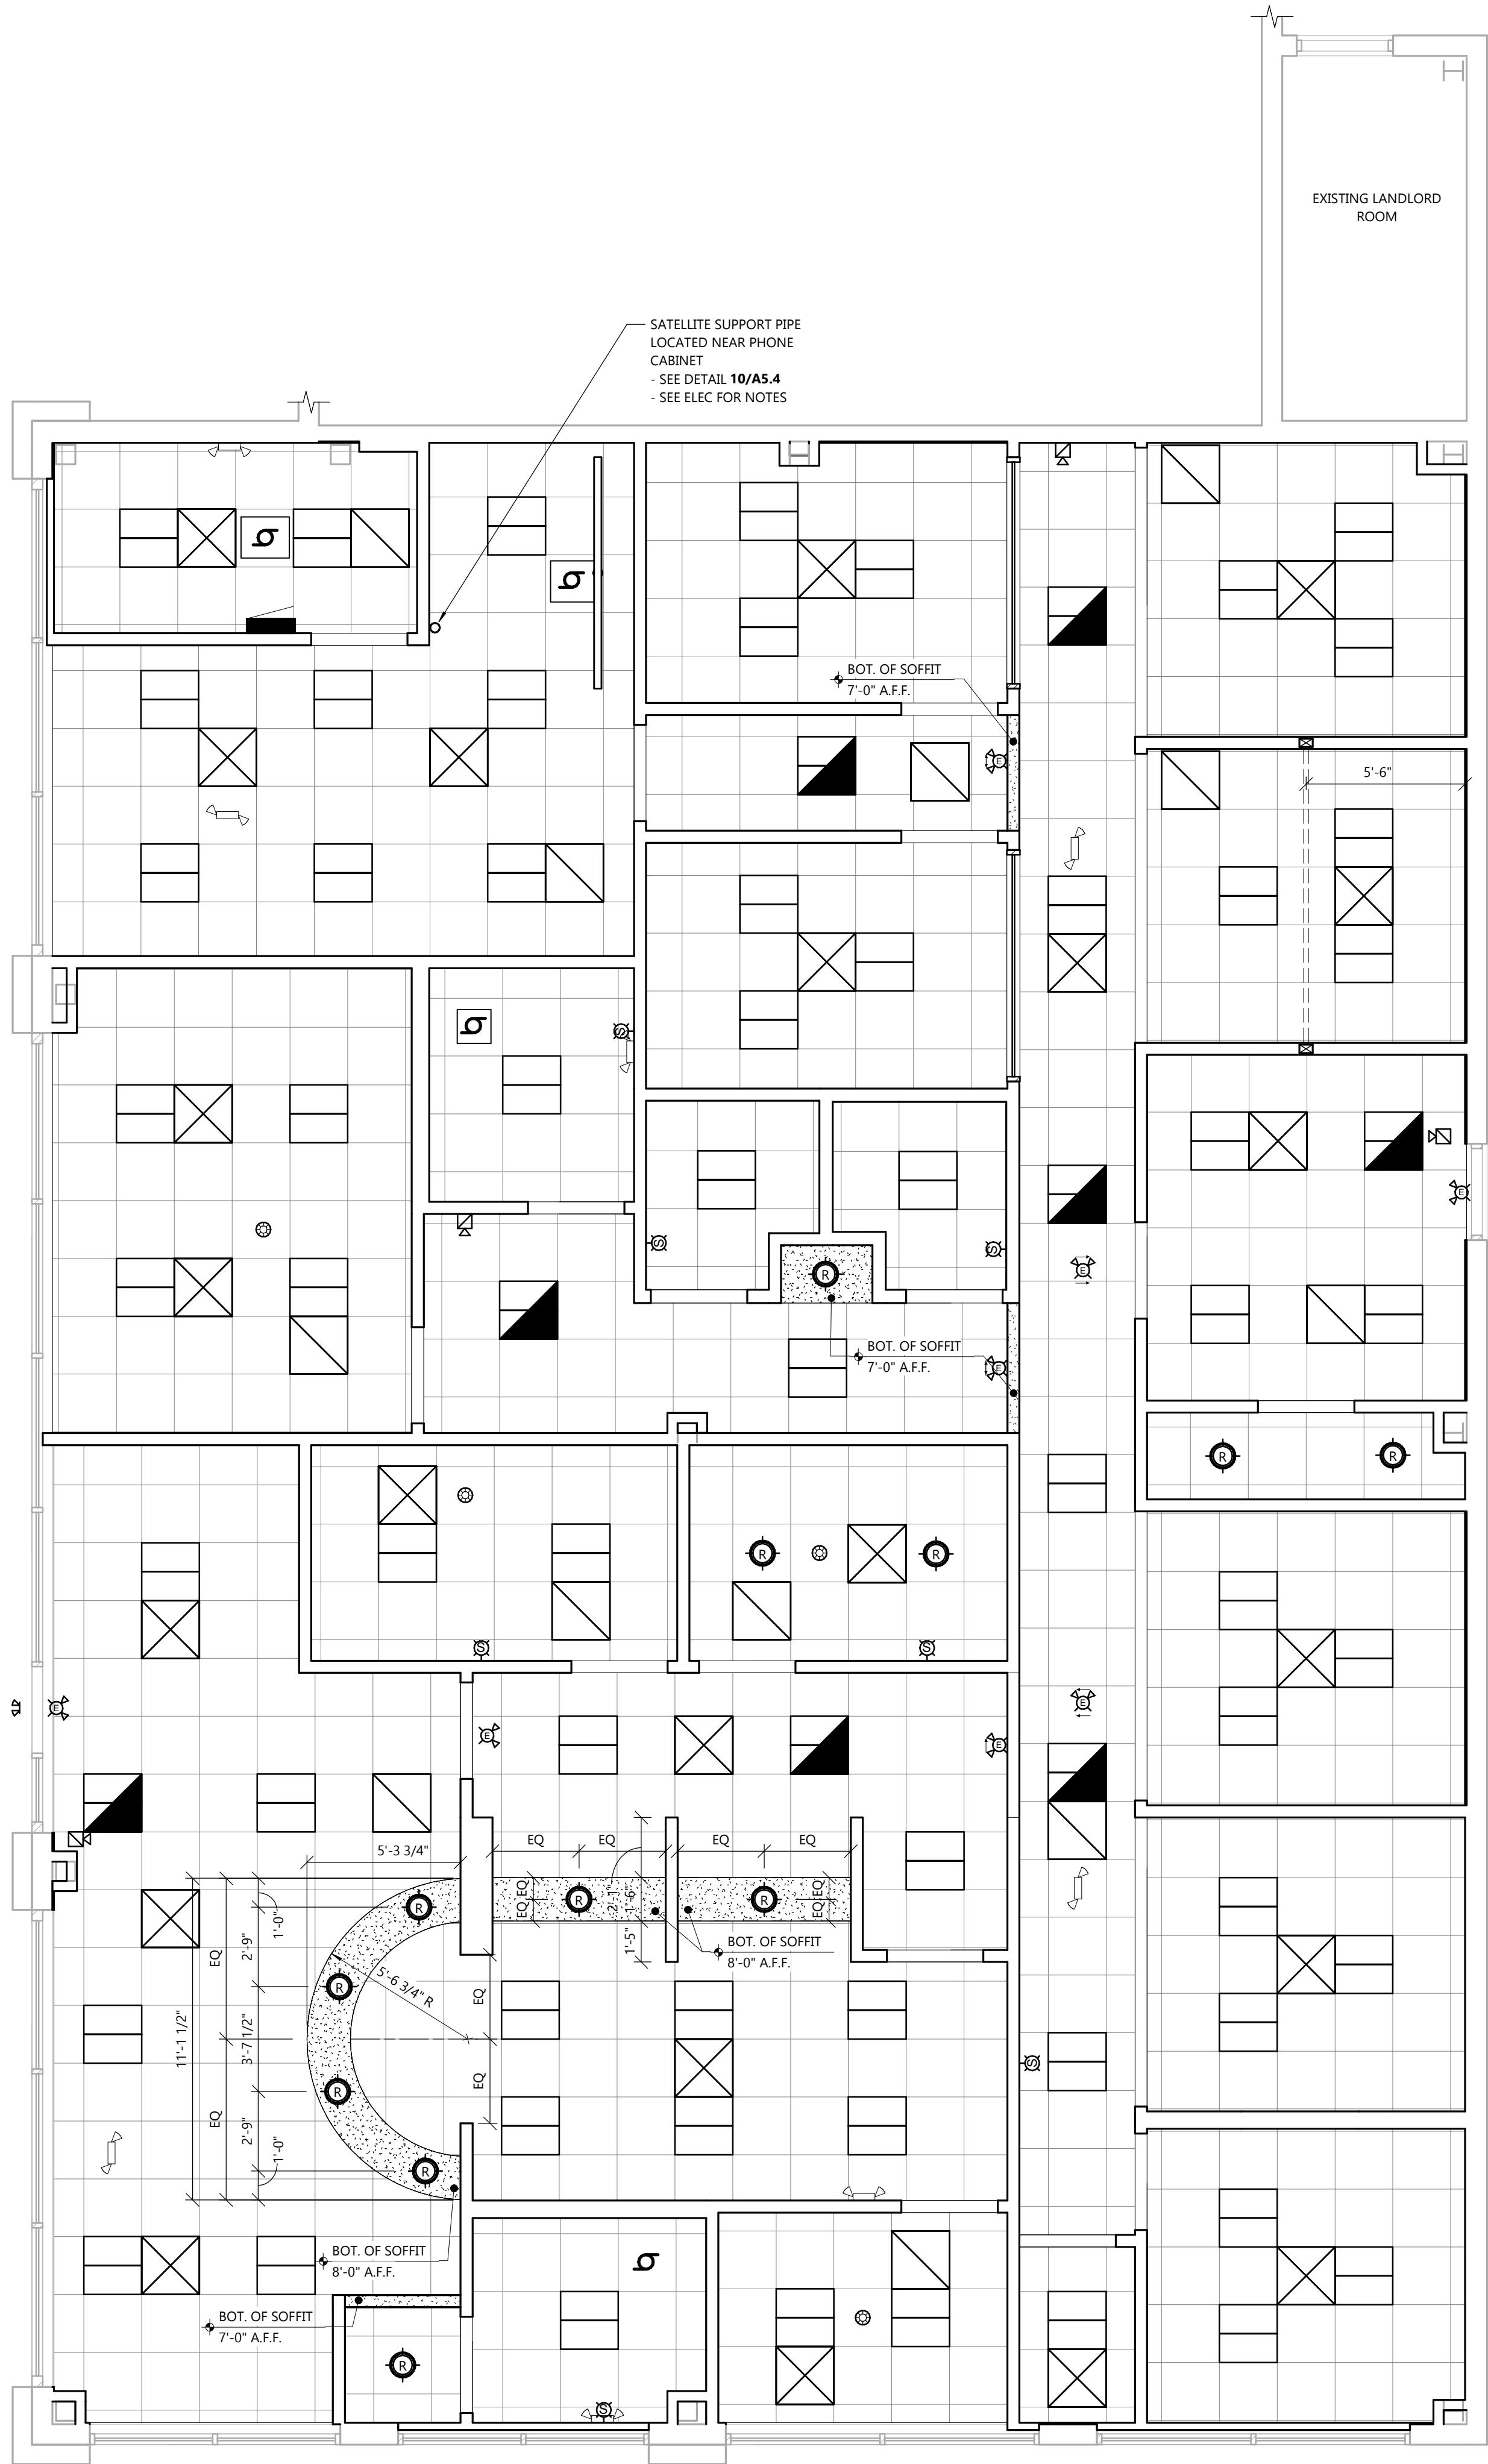 EXISTING LANDLORD
ROOM
SATELLITE SUPPORT PIPE
LOCATED NEAR PHONE
CABINET
- SEE DETAIL 10/A5.4
- SEE ELEC FOR NOTES
BOT. OF SOFFIT
7'-0" A.F.F.
E
5'-6"
S
E
S
S
R
E
BOT. OF SOFFIT
7'-0" A.F.F.
E
R
R
R
R
S
S
E
E
E
E
5'-3 3/4"
EQ
EQ
EQ
EQ
EQ
EQ
R
2'-1"
1'-6"
R
EQ
EQ
R
1'-0"
2'-9"
EQ
1'-5"
BOT. OF SOFFIT
8'-0" A.F.F.
R
5'-6 3/4" R
EQ
11'-1 1/2"
3'-7 1/2"
S
EQ
R
EQ
2'-9"
1'-0"
R
BOT. OF SOFFIT
8'-0" A.F.F.
BOT. OF SOFFIT
7'-0" A.F.F.
R
S